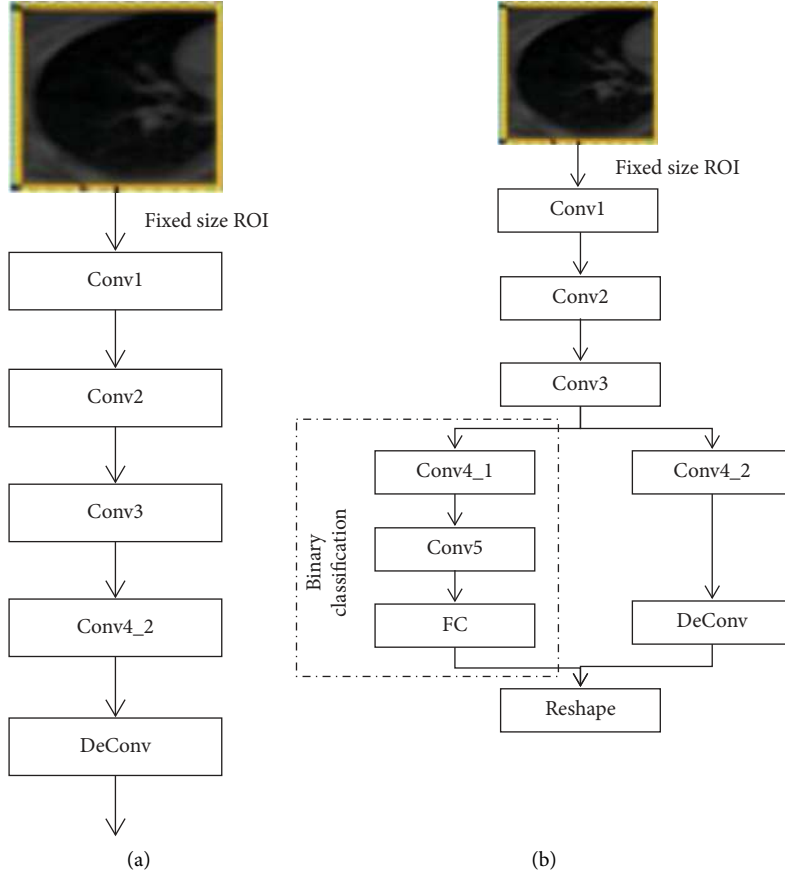 Fixed size ROI
Conv1
Conv2
Conv3
Conv4_2
DeConv
(a)
Fixed size ROI
Conv1
Conv2
Conv3
Binary
classification
Conv4_1
Conv5
FC
Conv4_2
DeConv
Reshape
(b)